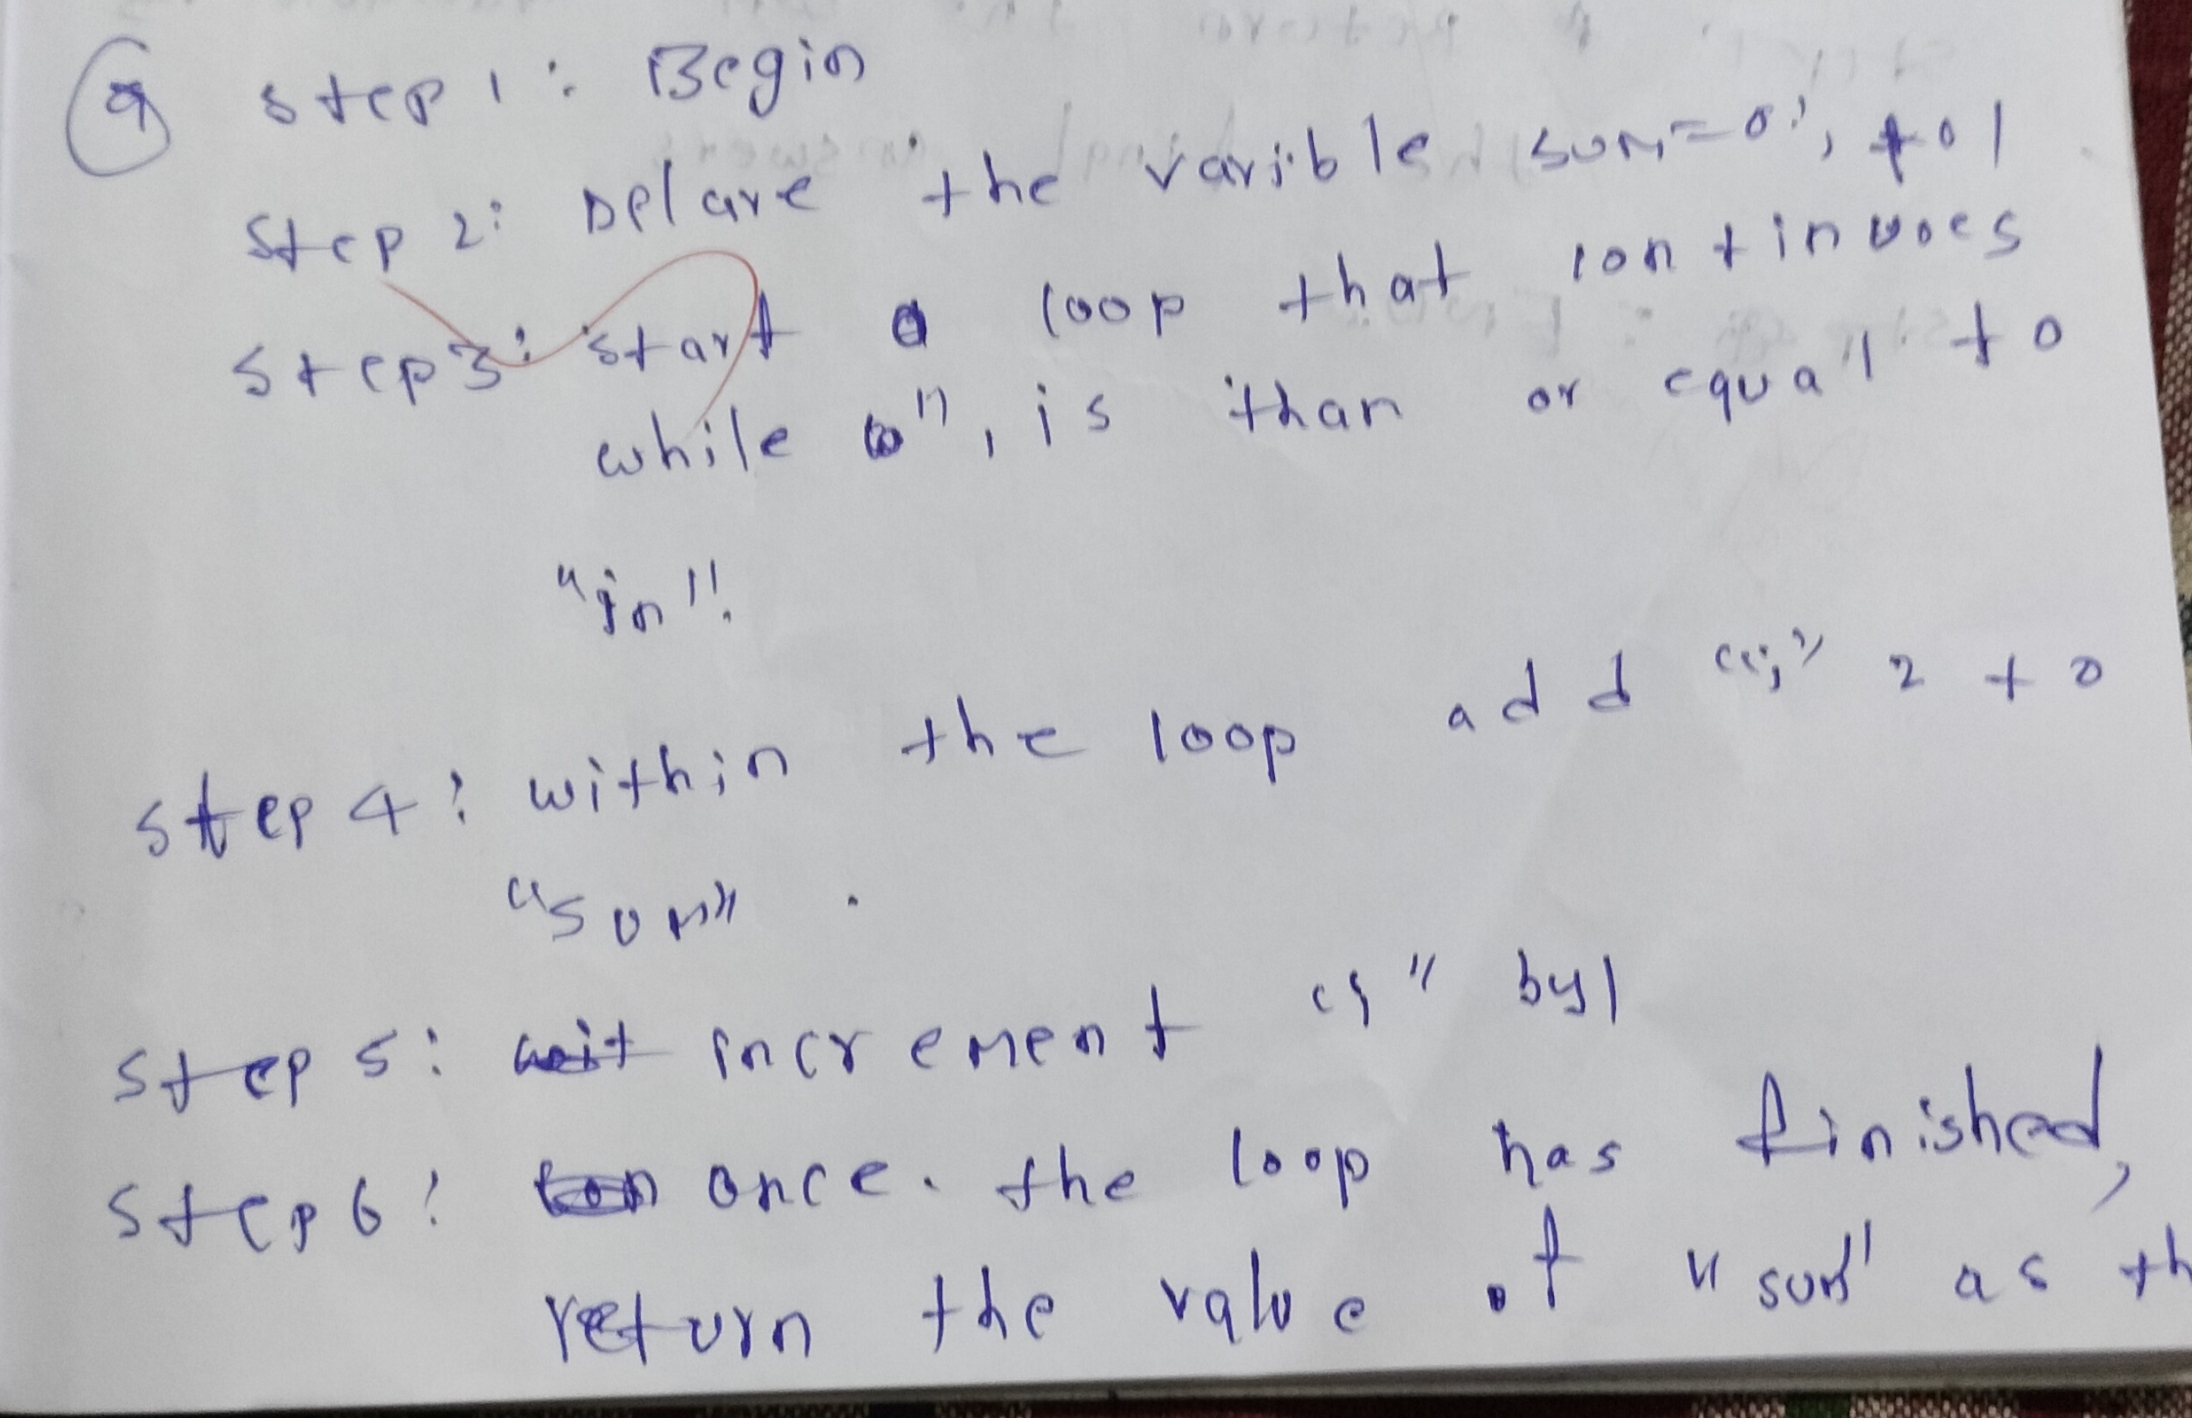 9 Step 1: Begin
Step 2: Delare the varible sum=0;, to 1
Step 3: start a loop that continuoes
while "", is than or equal to
"in".
Step 4: within the loop add "i;" 2 to
"sum" .
Step 5: increment "i" by 1
Step 6: once. the loop has finished,
return the value of "sum" as th